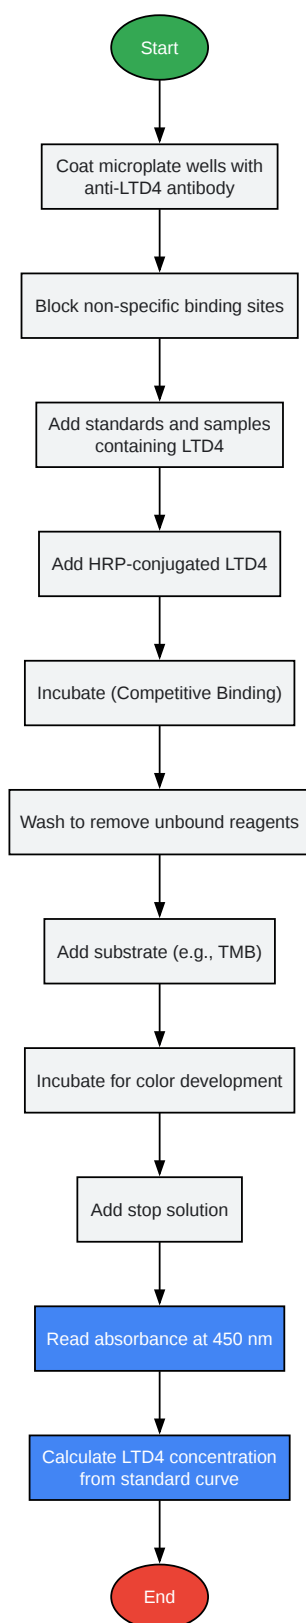 Start
Coat microplate wells with
anti-LTD4 antibody
Block non-specific binding sites
Add standards and samples
containing LTD4
Add HRP-conjugated LTD4
Incubate (Competitive Binding)
Wash to remove unbound reagents
Add substrate (e.g., TMB)
Incubate for color development
Add stop solution
Read absorbance at 450 nm
Calculate LTD4 concentration
from standard curve
End